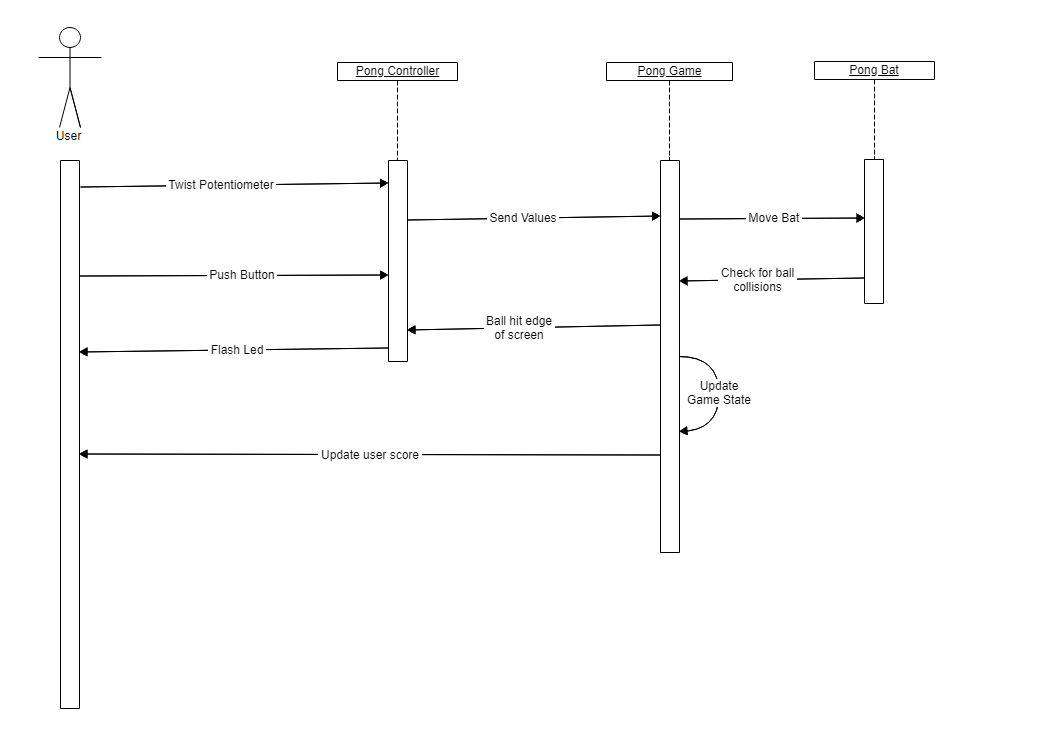 Pong Controller
Pong Game
Pong Bat
User
Twist Potentiometer
Send Values
Move Bat
Push Button
Check for ball
collisions
Ball hit edge
of screen
Flash Led
Update
Game State
Update user score